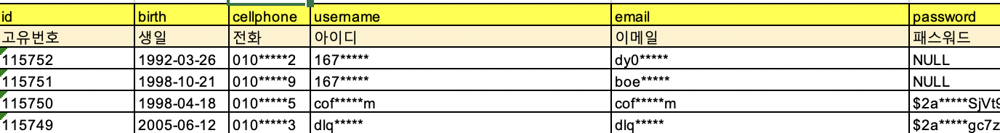 id birth cellphone username email password
고유번호 생일 전화 아이디 이메일 패스워드
115752 1992-03-26 010*****2 167***** dy0***** NULL
115751 1998-10-21 010*****9 167***** boe***** NULL
115750 1998-04-18 010*****5 cof*****m cof*****m $2a*****SjVt9
115749 2005-06-12 010*****3 dlq***** dlq***** $2a*****gc7z